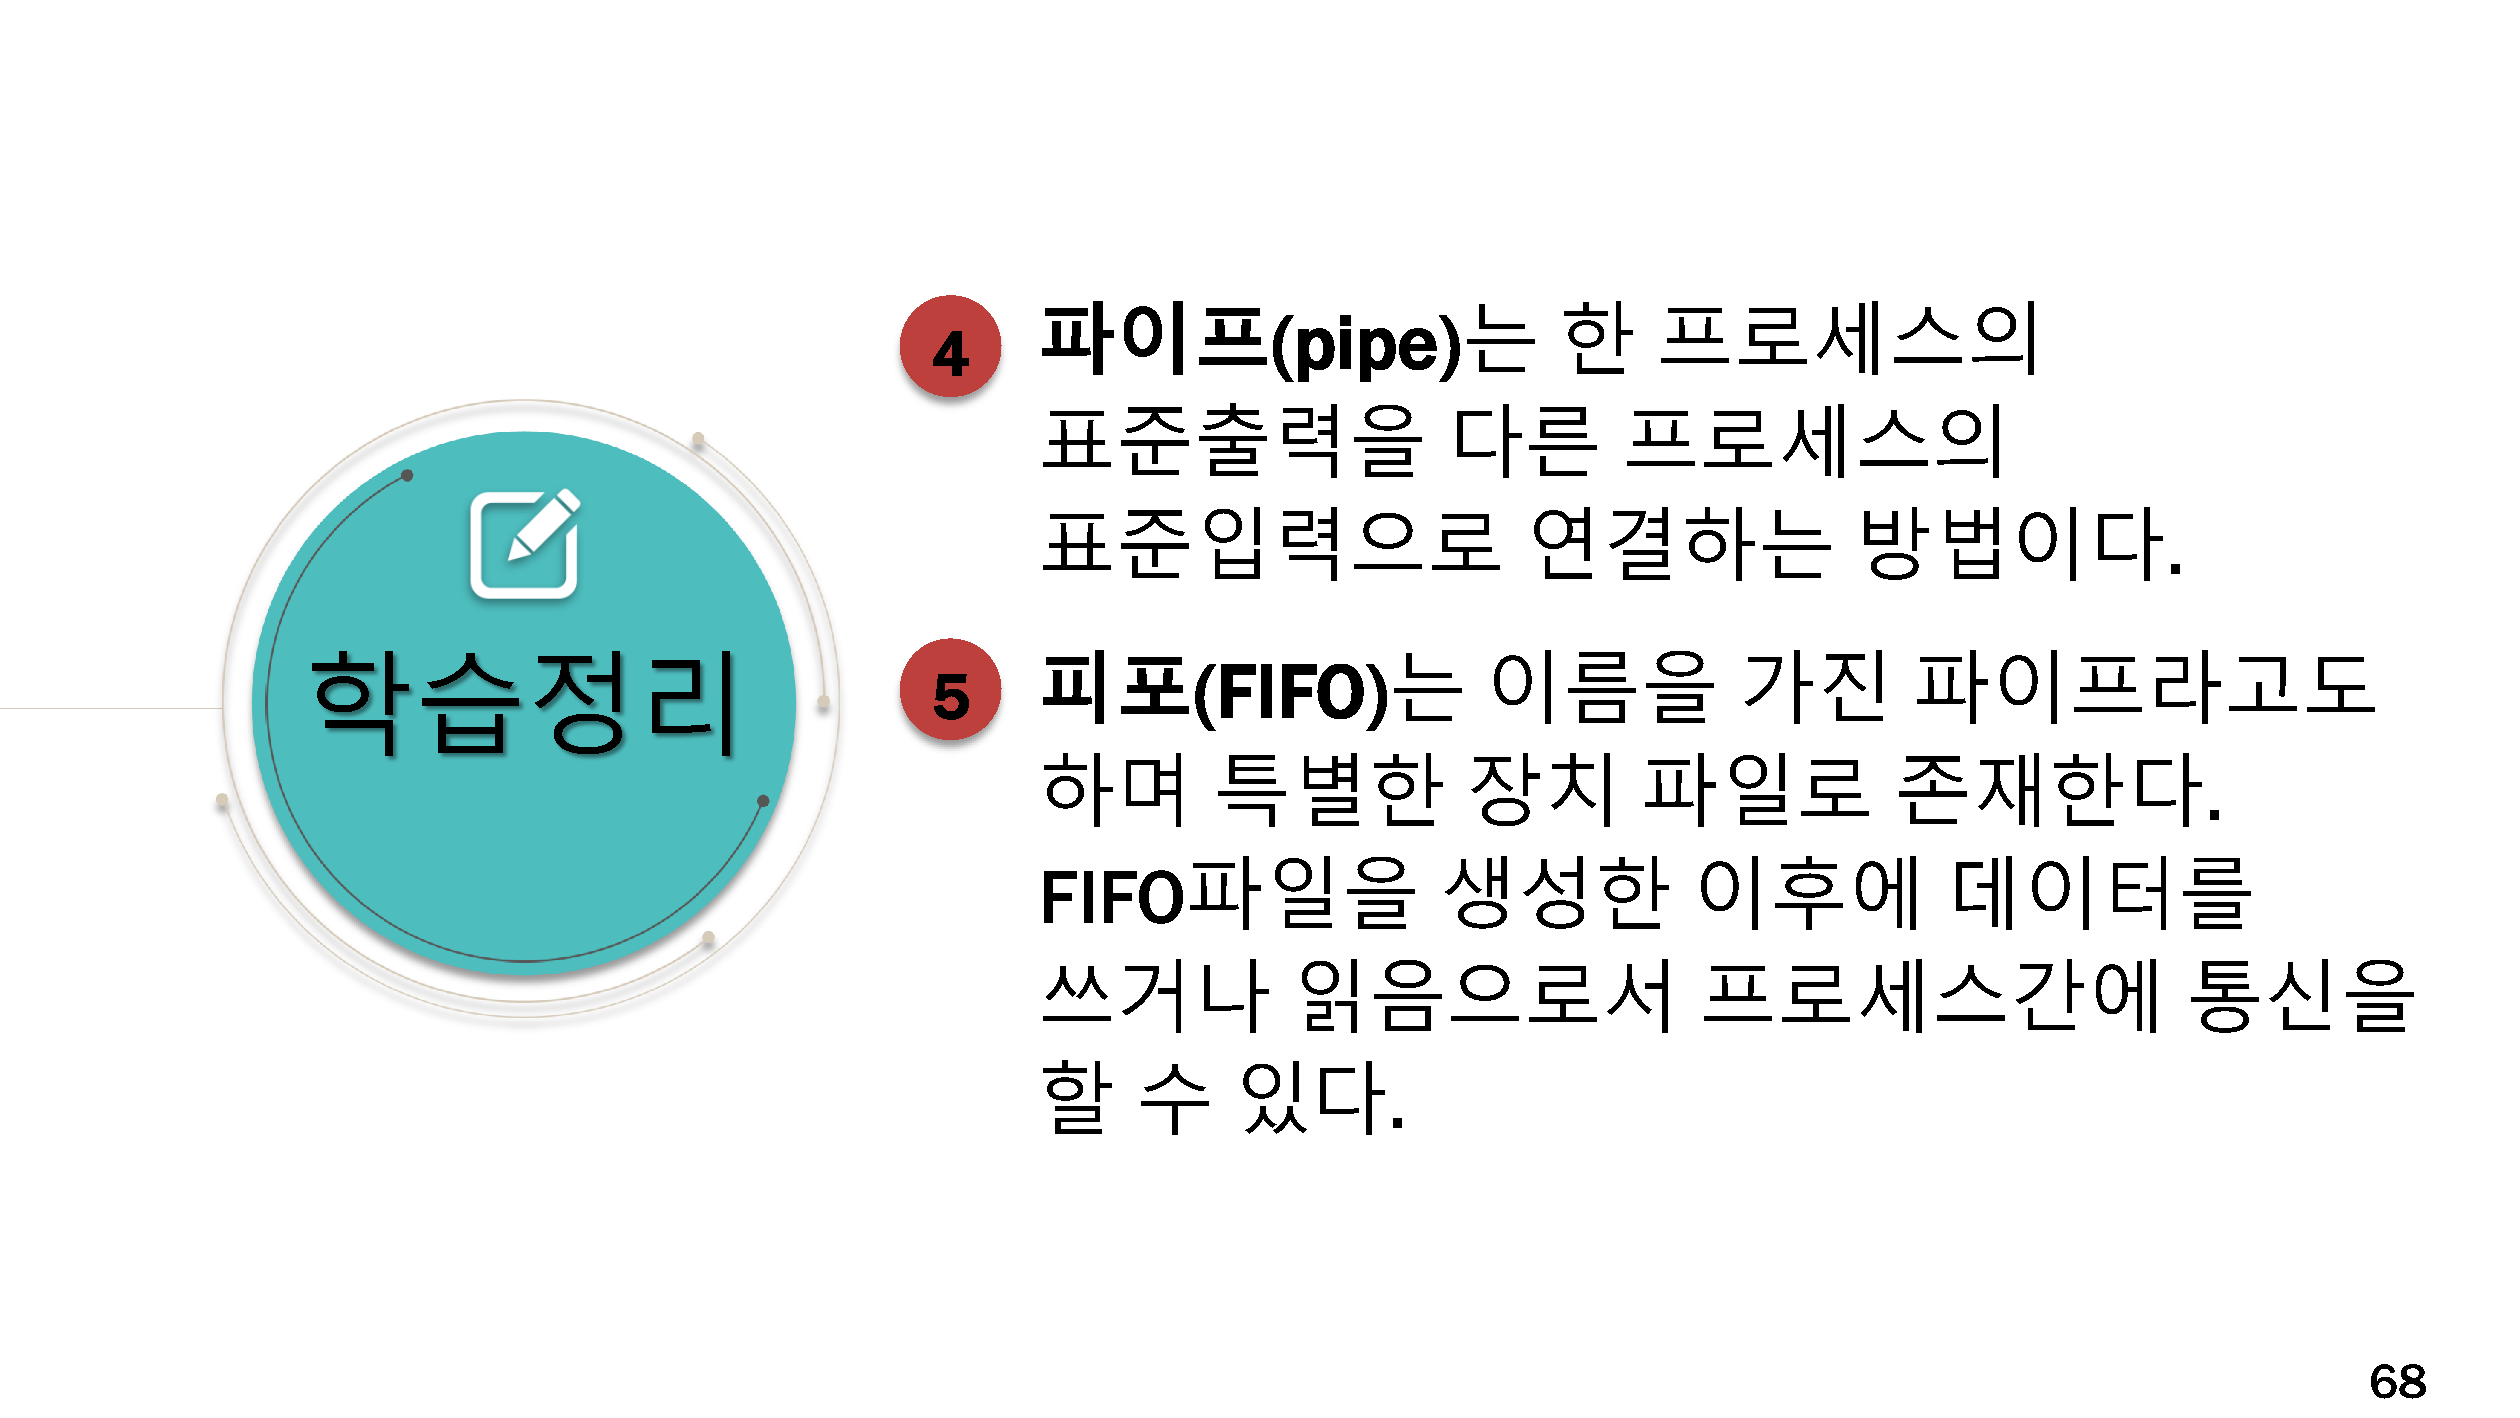 학습정리
4 파이프(pipe)는 한 프로세스의
표준출력을 다른 프로세스의
표준입력으로 연결하는 방법이다.
5 피포(FIFO)는 이름을 가진 파이프라고도
하며 특별한 장치 파일로 존재한다.
FIFO파일을 생성한 이후에 데이터를
쓰거나 읽음으로서 프로세스간에 통신을
할 수 있다.
68